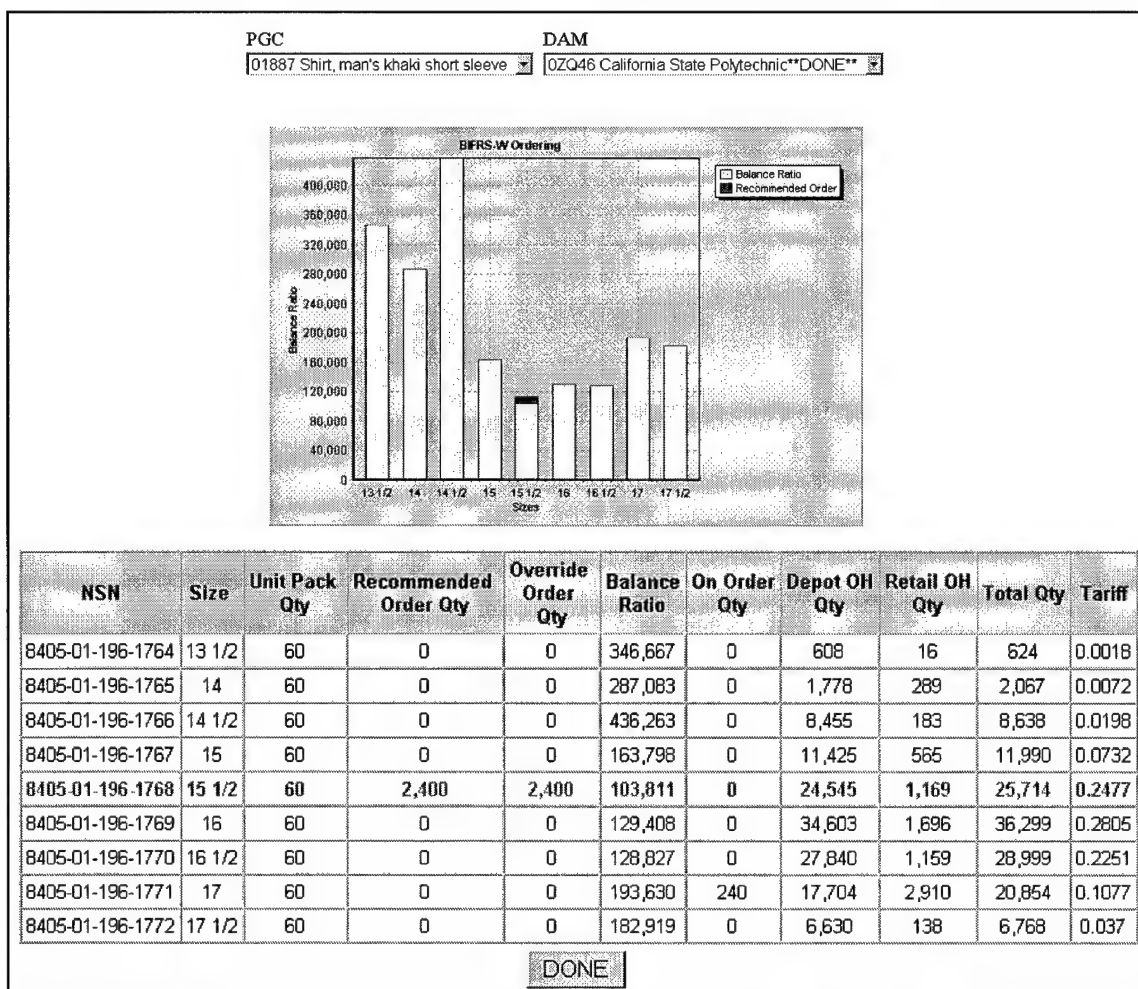 PGC DAM
01887 Shirt, man's khaki short sleeve 0ZQ46 California State Polytechnic**DONE**
BIFRS-W Ordering
Balance Ratio
Recommended Order
400,000
360,000
320,000
280,000
240,000
200,000
160,000
120,000
80,000
40,000
0
Balance Ratio
13 1/2 14 14 1/2 15 15 1/2 16 16 1/2 17 17 1/2
Sizes
NSN Size Unit Pack Qty Recommended Order Qty Override Order Qty Balance Ratio On Order Qty Depot OH Qty Retail OH Qty Total Qty Tariff
8405-01-196-1764 13 1/2 60 0 0 346,667 0 608 16 624 0.0018
8405-01-196-1765 14 60 0 0 287,083 0 1,778 289 2,067 0.0072
8405-01-196-1766 14 1/2 60 0 0 436,263 0 8,455 183 8,638 0.0198
8405-01-196-1767 15 60 0 0 163,798 0 11,425 565 11,990 0.0732
8405-01-196-1768 15 1/2 60 2,400 2,400 103,811 0 24,545 1,169 25,714 0.2477
8405-01-196-1769 16 60 0 0 129,408 0 34,603 1,696 36,299 0.2805
8405-01-196-1770 16 1/2 60 0 0 128,827 0 27,840 1,159 28,999 0.2251
8405-01-196-1771 17 60 0 0 193,630 240 17,704 2,910 20,854 0.1077
8405-01-196-1772 17 1/2 60 0 0 182,919 0 6,630 138 6,768 0.037
DONE